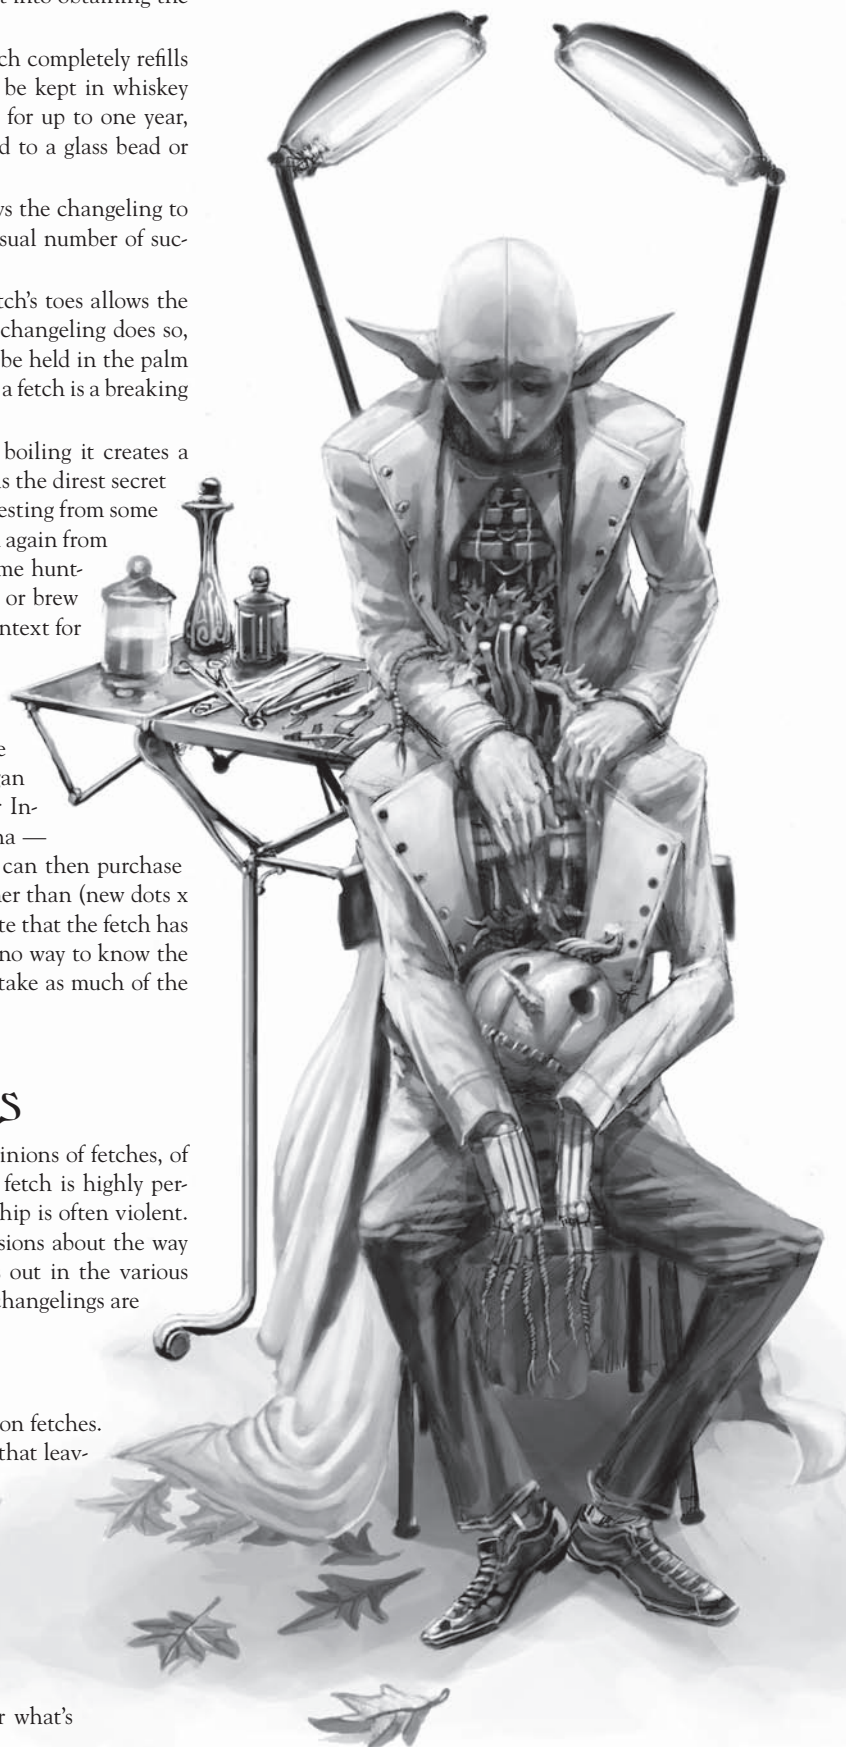 ch completely refills
be kept in whiskey
for up to one year,
d to a glass bead or
ys the changeling to
sual number of suc-
tch's toes allows the
changeling does so,
be held in the palm
a fetch is a breaking
boiling it creates a
s the direst secret
esting from some
again from
me hunt-
or brew
ntext for
e
an
r In-
na —
can then purchase
her than (new dots x
te that the fetch has
no way to know the
take as much of the
s
inions of fetches, of
fetch is highly per-
hip is often violent.
sions about the way
out in the various
changelings are
on fetches.
that leav-
r what's